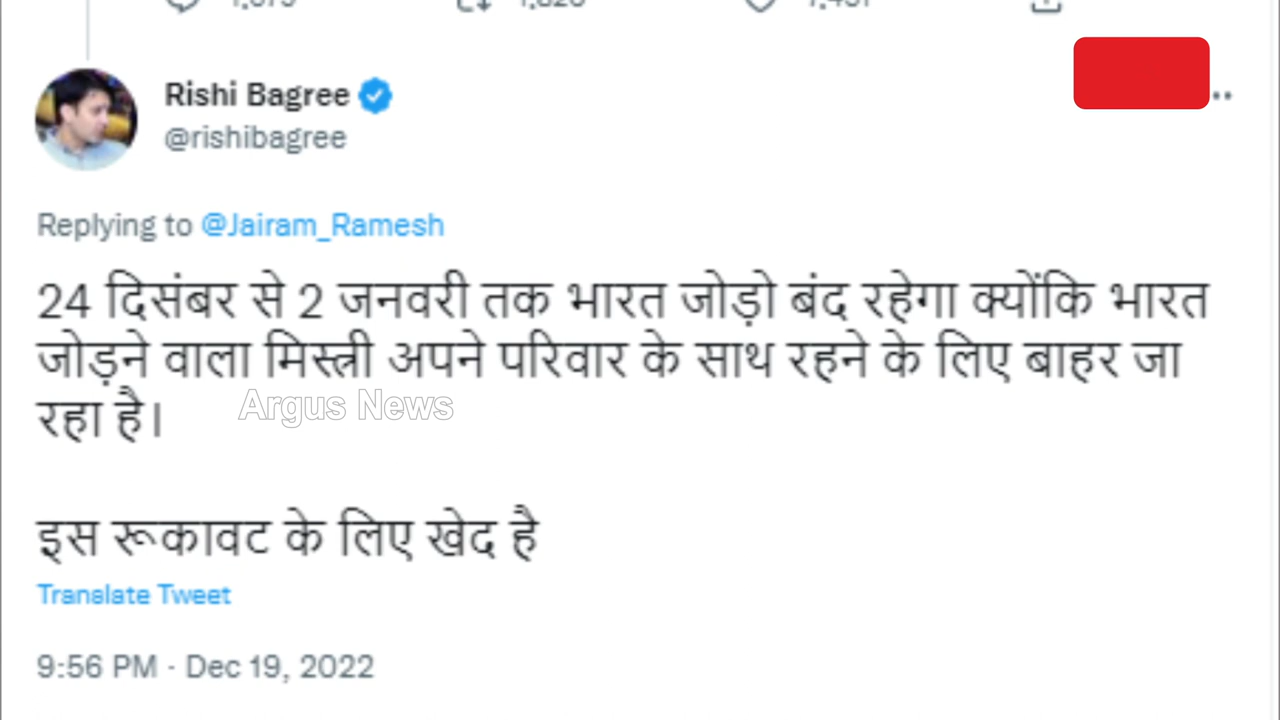 Rishi Bagree
@rishibagree
Replying to @Jairam_Ramesh
24 दिसंबर से 2 जनवरी तक भारत जोड़ो बंद रहेगा क्योंकि भारत
जोड़ने वाला मिस्त्री अपने परिवार के साथ रहने के लिए बाहर जा
रहा है।
Argus News
इस रूकावट के लिए खेद है
Translate Tweet
9:56 PM · Dec 19, 2022